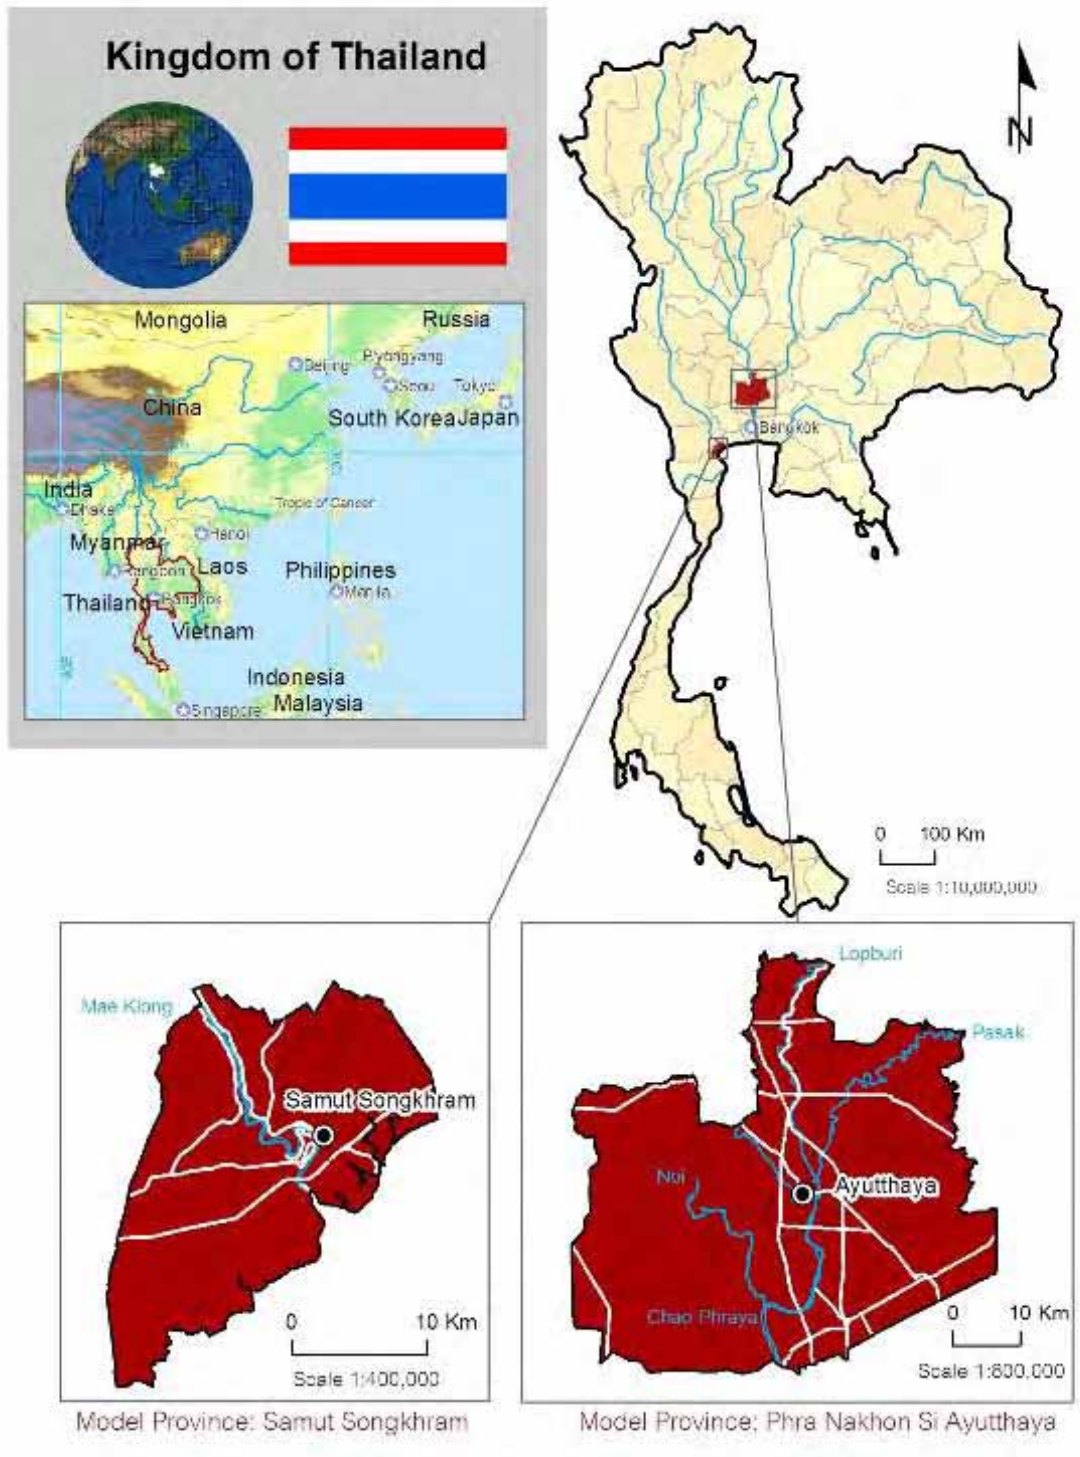 Kingdom of Thailand
N
Mongolia
Russia
Beijing
Pyongyang
Seoul
Tokyo
China
South Korea
Japan
India
Dhaka
Tropic of Cancer
Myanmar
Hanoi
Rangoon
Laos
Philippines
Thailand
Bangkok
Manila
Vietnam
Indonesia
Malaysia
Singapore
Bangkok
0 100 Km
Scale 1:10,000,000
Mae Klong
Samut Songkhram
0 10 Km
Scale 1:400,000
Model Province: Samut Songkhram
Lopburi
Pasak
Noi
Ayutthaya
Chao Phraya
0 10 Km
Scale 1:600,000
Model Province: Phra Nakhon Si Ayutthaya